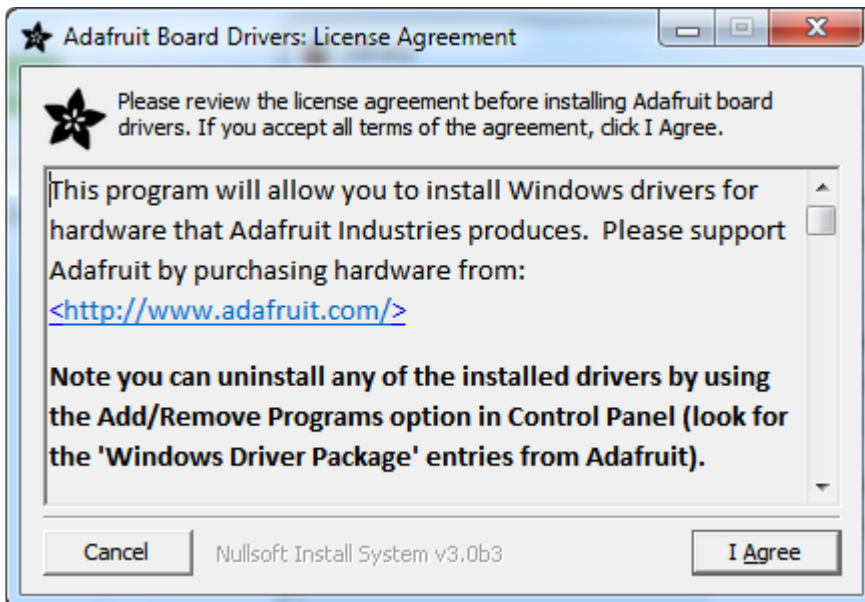 Adafruit Board Drivers: License Agreement
Please review the license agreement before installing Adafruit board
drivers. If you accept all terms of the agreement, click I Agree.
This program will allow you to install Windows drivers for
hardware that Adafruit Industries produces.  Please support
Adafruit by purchasing hardware from:
<http://www.adafruit.com/>
Note you can uninstall any of the installed drivers by using
the Add/Remove Programs option in Control Panel (look for
the 'Windows Driver Package' entries from Adafruit).
Cancel
Nullsoft Install System v3.0b3
I Agree